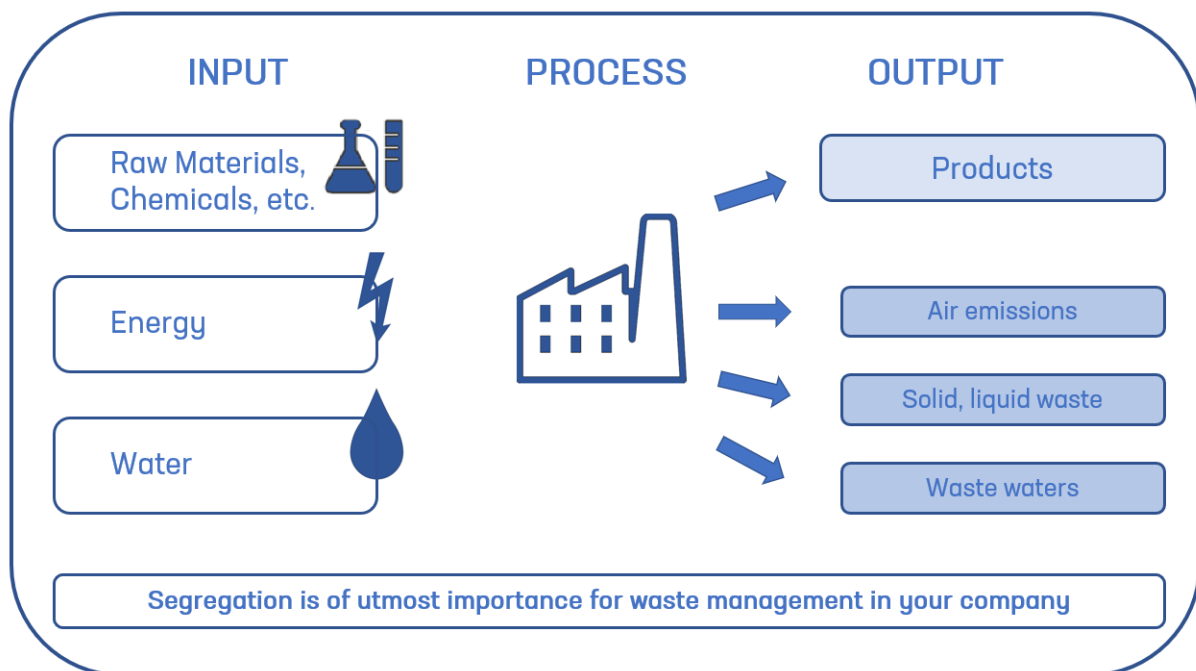 INPUT
Raw Materials,
Chemicals, etc.
Energy
Water
PROCESS
OUTPUT
Products
Air emissions
Solid, liquid waste
Waste waters
Segregation is of utmost importance for waste management in your company